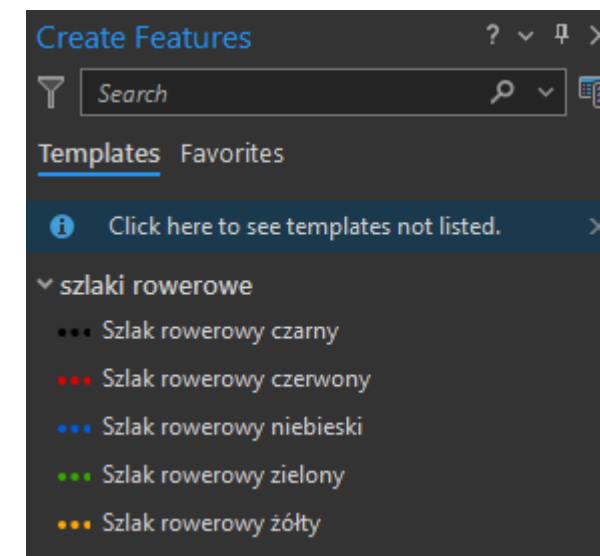 Create Features ?
Search
Templates Favorites
Click here to see templates not listed.
szlaki rowerowe
Szlak rowerowy czarny
Szlak rowerowy czerwony
Szlak rowerowy niebieski
Szlak rowerowy zielony
Szlak rowerowy żółty